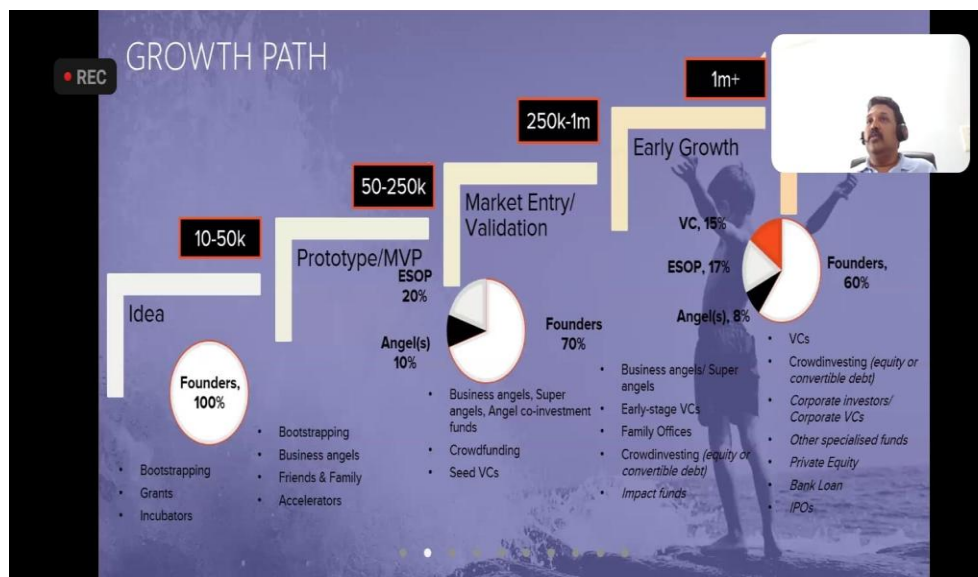 GROWTH PATH
REC
10-50k
50-250k
250k-1m
1m+
Idea
Prototype/MVP
Market Entry/
Validation
Early Growth
Founders,
100%
ESOP
20%
Angel(s)
10%
Founders
70%
VC, 15%
ESOP, 17%
Angel(s), 8%
Founders,
60%
• Bootstrapping
• Grants
• Incubators
• Bootstrapping
• Business angels
• Friends & Family
• Accelerators
• Business angels, Super
angels, Angel co-investment
funds
• Crowdfunding
• Seed VCs
• Business angels/ Super
angels
• Early-stage VCs
• Family Offices
• Crowdinvesting (equity or
convertible debt)
• Impact funds
• VCs
• Crowdinvesting (equity or
convertible debt)
• Corporate investors/
Corporate VCs
• Other specialised funds
• Private Equity
• Bank Loan
• IPOs